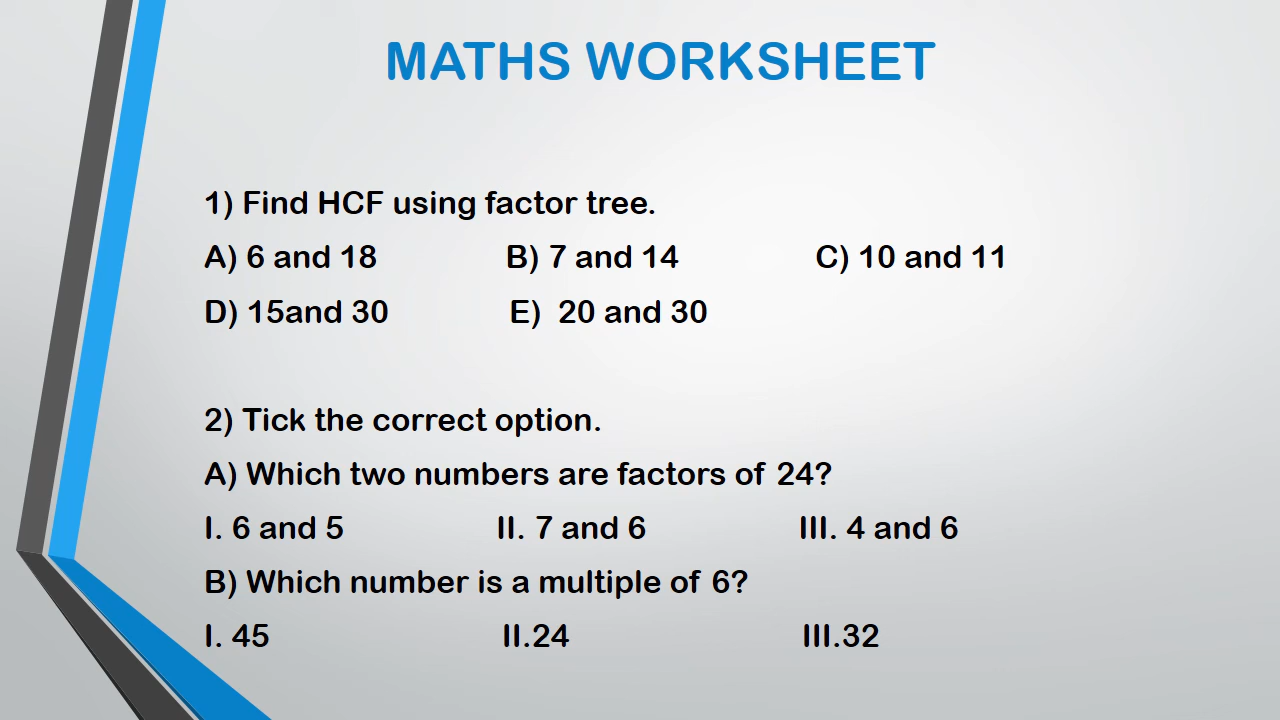 MATHS WORKSHEET
1) Find HCF using factor tree.
A) 6 and 18 B) 7 and 14 C) 10 and 11
D) 15and 30 E) 20 and 30
2) Tick the correct option.
A) Which two numbers are factors of 24?
I. 6 and 5 II. 7 and 6 III. 4 and 6
B) Which number is a multiple of 6?
I. 45 II.24 III.32